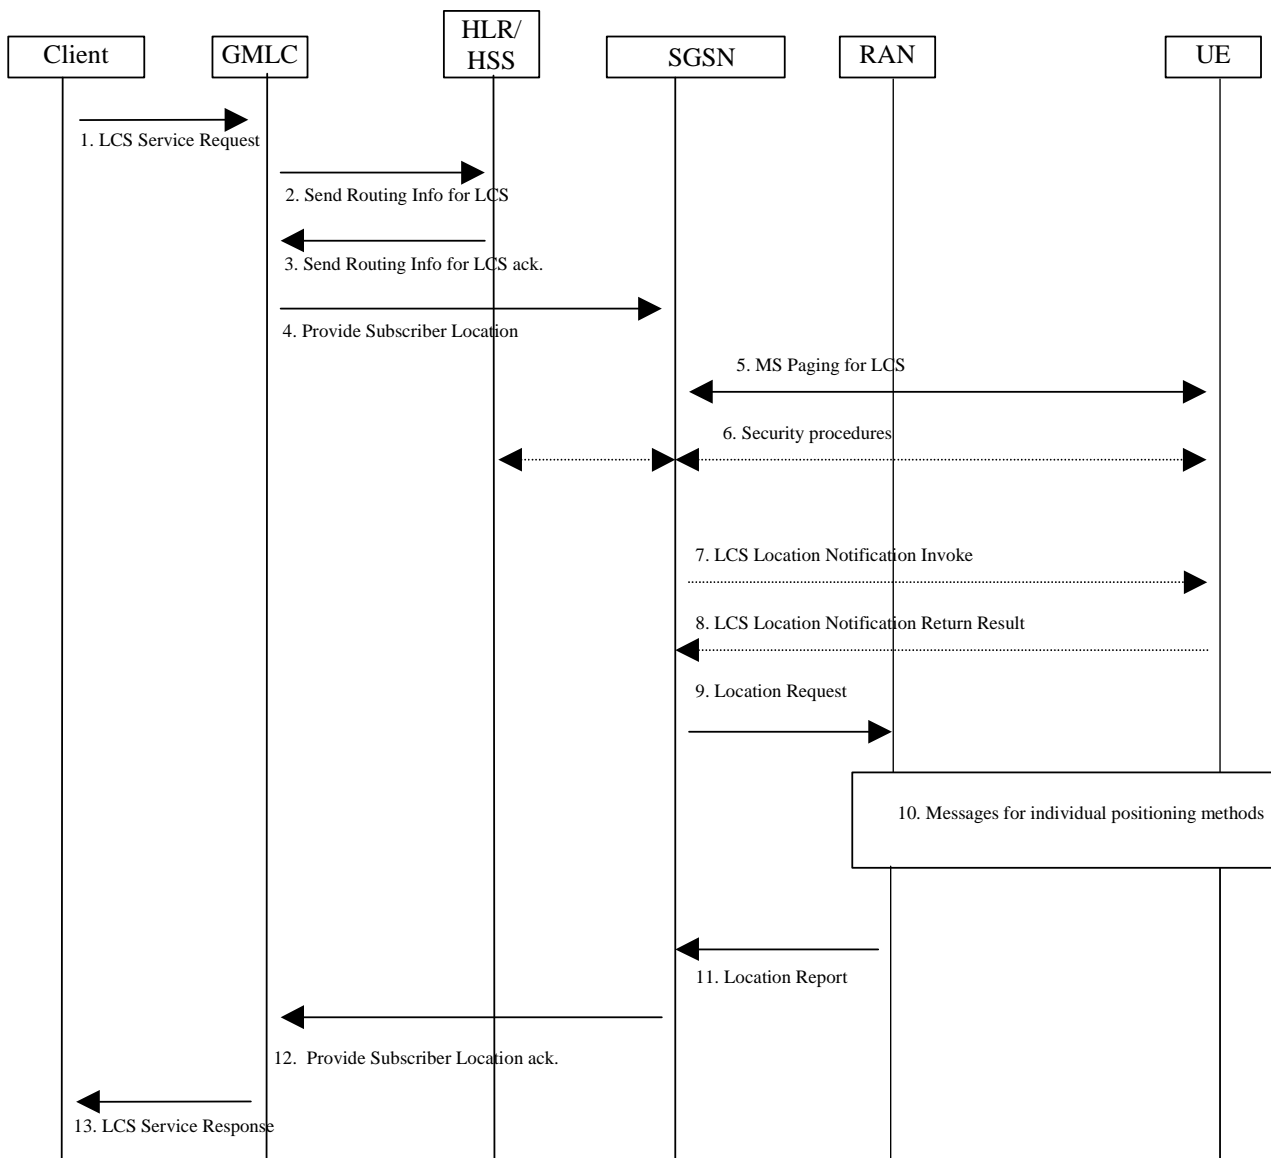 Client
GMLC
HLR/
HSS
SGSN
RAN
UE
1. LCS Service Request
2. Send Routing Info for LCS
3. Send Routing Info for LCS ack.
4. Provide Subscriber Location
5. MS Paging for LCS
6. Security procedures
7. LCS Location Notification Invoke
8. LCS Location Notification Return Result
9. Location Request
10. Messages for individual positioning methods
11. Location Report
12. Provide Subscriber Location ack.
13. LCS Service Response